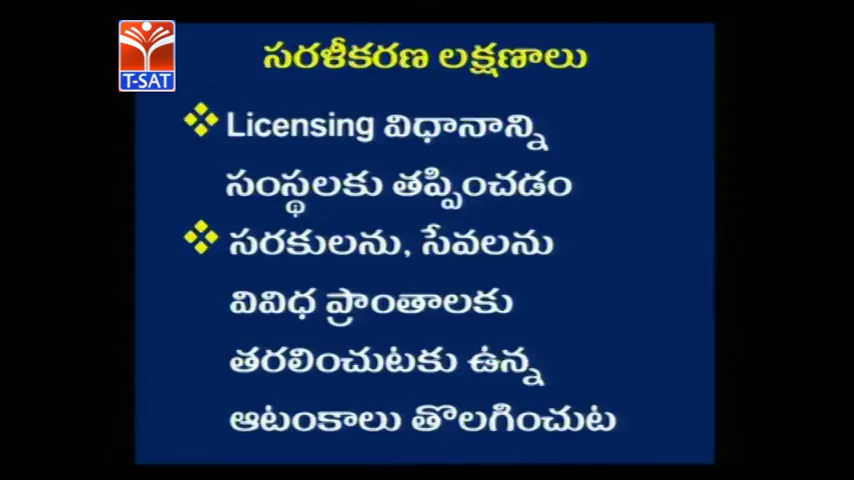 T-SAT
సరళీకరణ లక్షణాలు
Licensing విధానాన్ని
సంస్థలకు తప్పించడం
సరకులను, సేవలను
వివిధ ప్రాంతాలకు
తరలించుటకు ఉన్న
ఆటంకాలు తొలగించుట